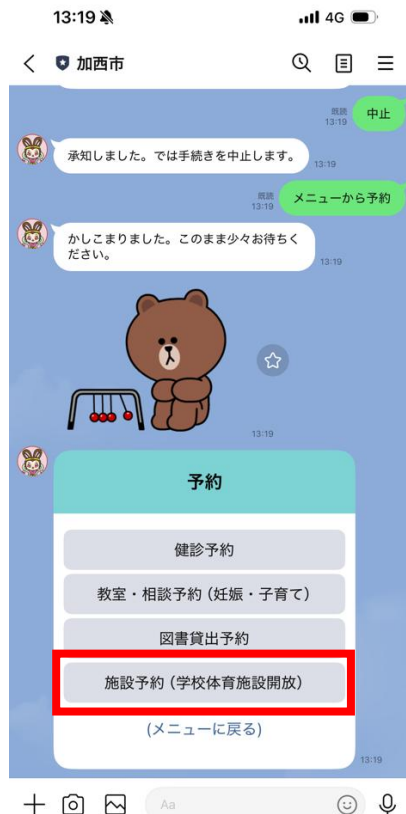 13:19
4G
加西市
既読
13:19
中止
承知しました。では手続きを中止します。
13:19
既読
13:19
メニューから予約
かしこまりました。このまま少々お待ちく
ださい。
13:19
13:19
予約
健診予約
教室・相談予約（妊娠・子育て）
図書貸出予約
施設予約（学校体育施設開放）
(メニューに戻る)
13:19
Aa